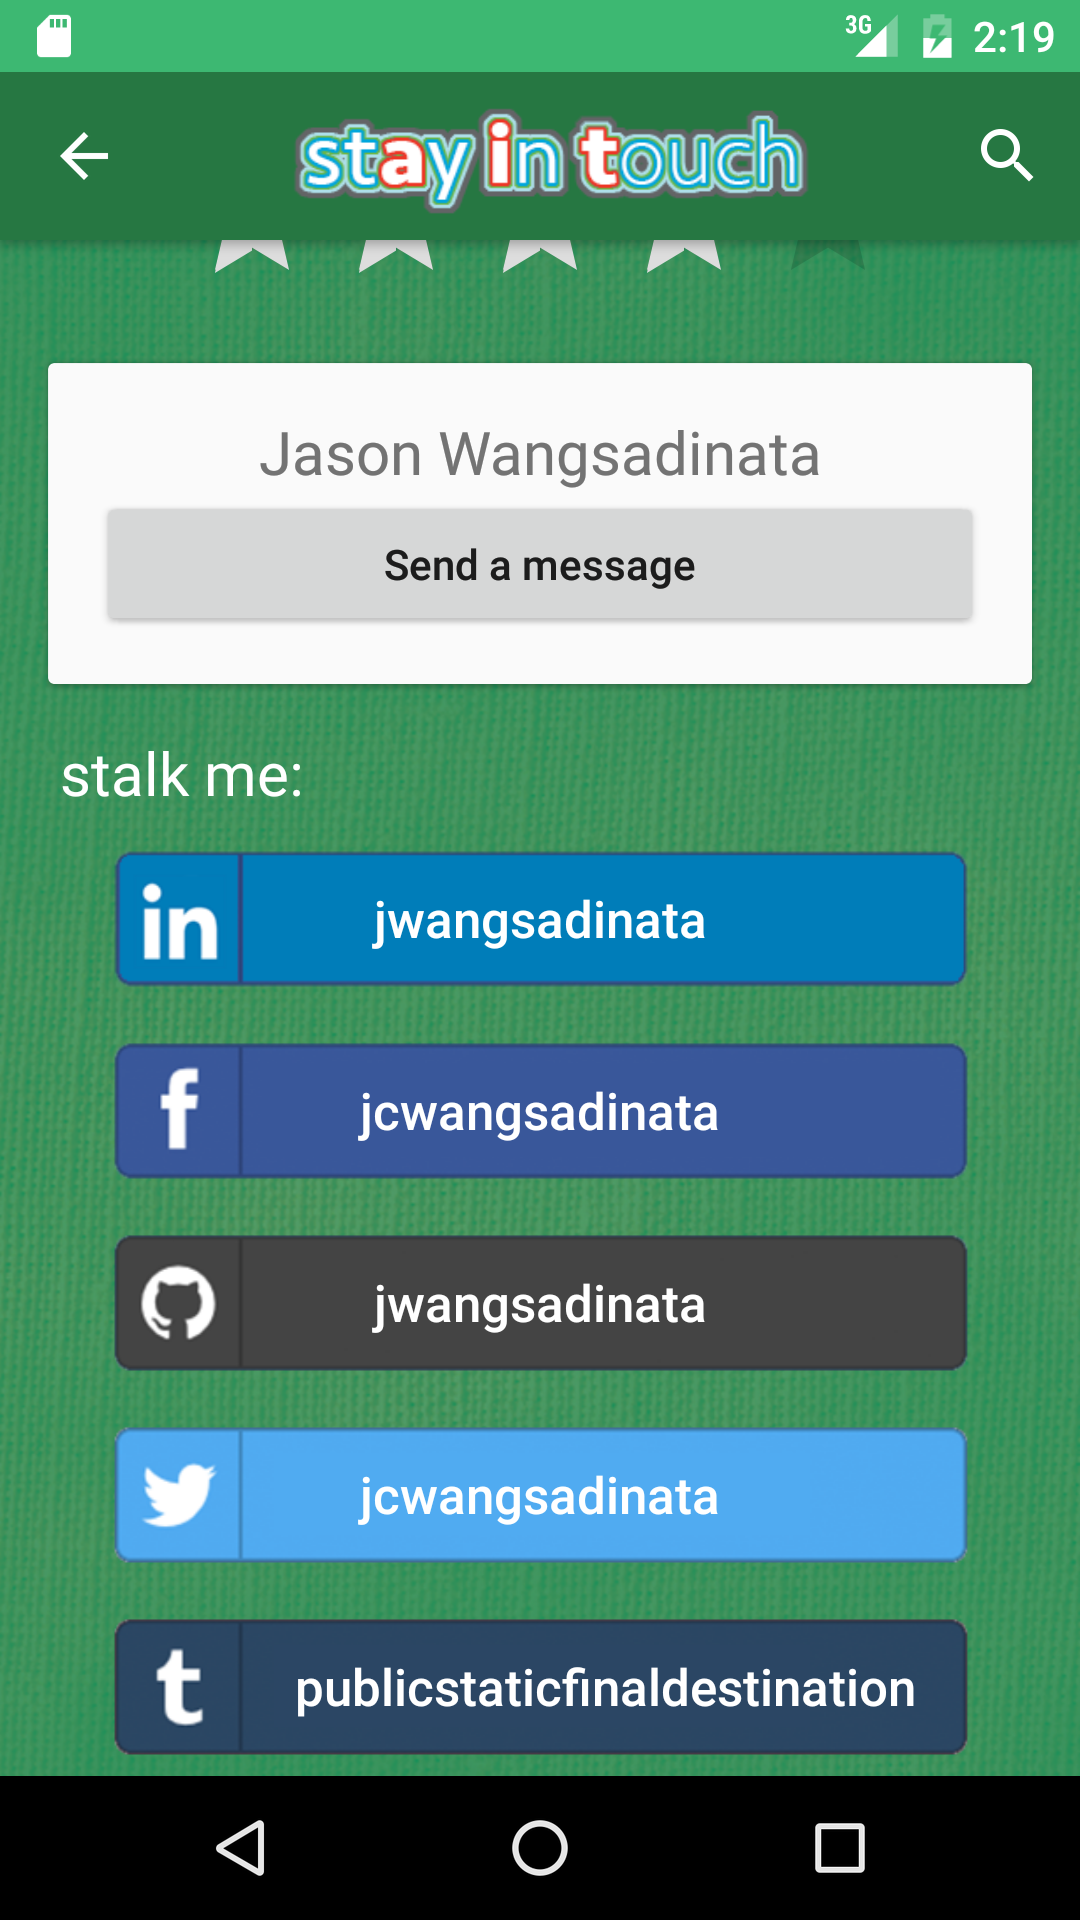 3G 2:19
stay in touch
Jason Wangsadinata
Send a message
stalk me:
in jwangsadinata
f jcwangsadinata
jwangsadinata
jcwangsadinata
t publicstaticfinaldestination